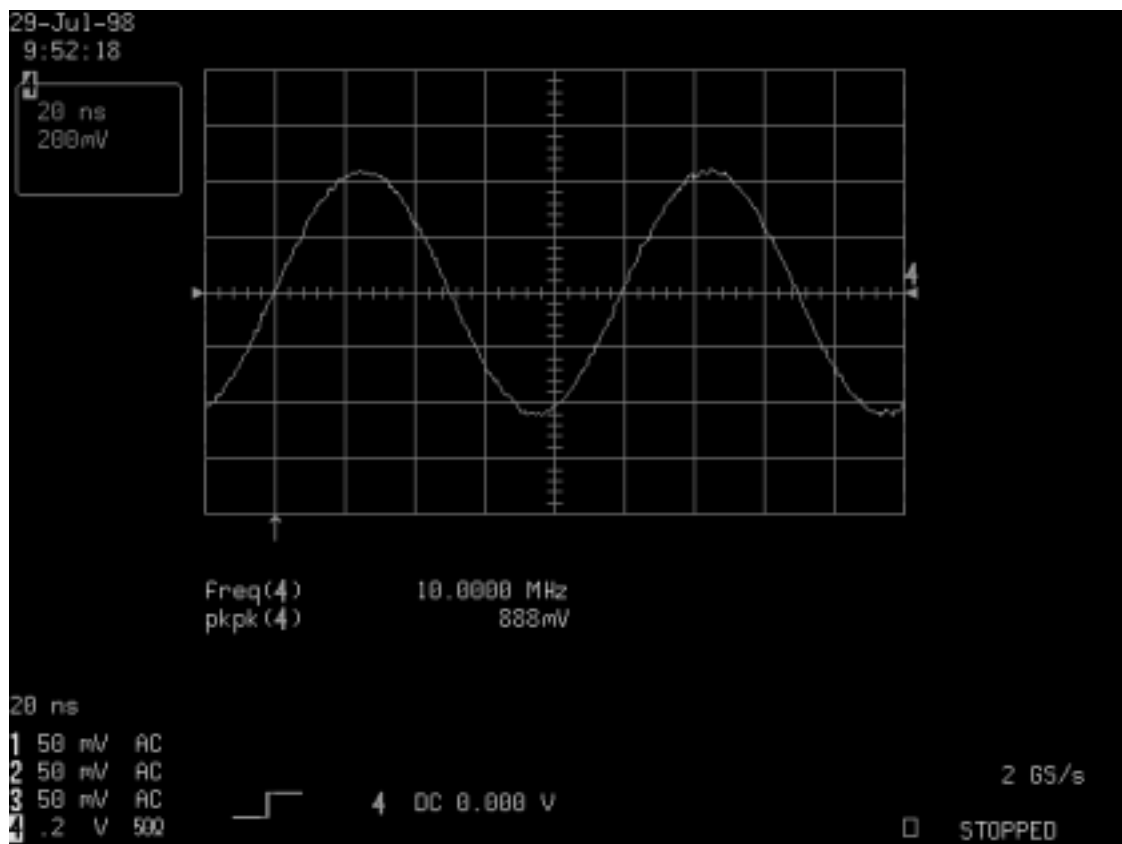 29-Jul-98
9:52:18
4
20 ns
200mV
4
Freq(4) 10.0000 MHz
pkpk(4) 888mV
20 ns
1 50 mV AC
2 50 mV AC
3 50 mV AC
4 .2 V 50Ω
4 DC 0.000 V
2 GS/s
STOPPED